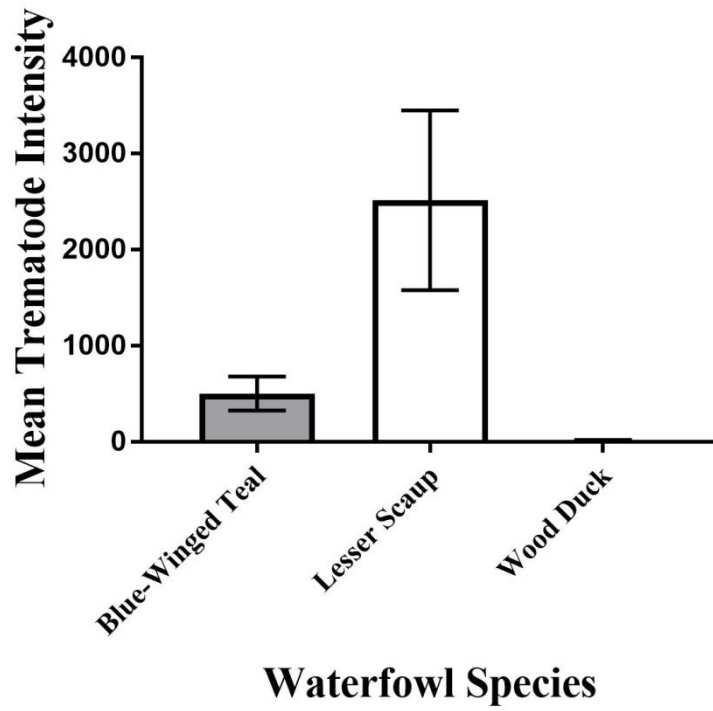 Mean Trematode Intensity
4000
3000
2000
1000
0
Blue-Winged Teal
Lesser Scaup
Wood Duck
Waterfowl Species